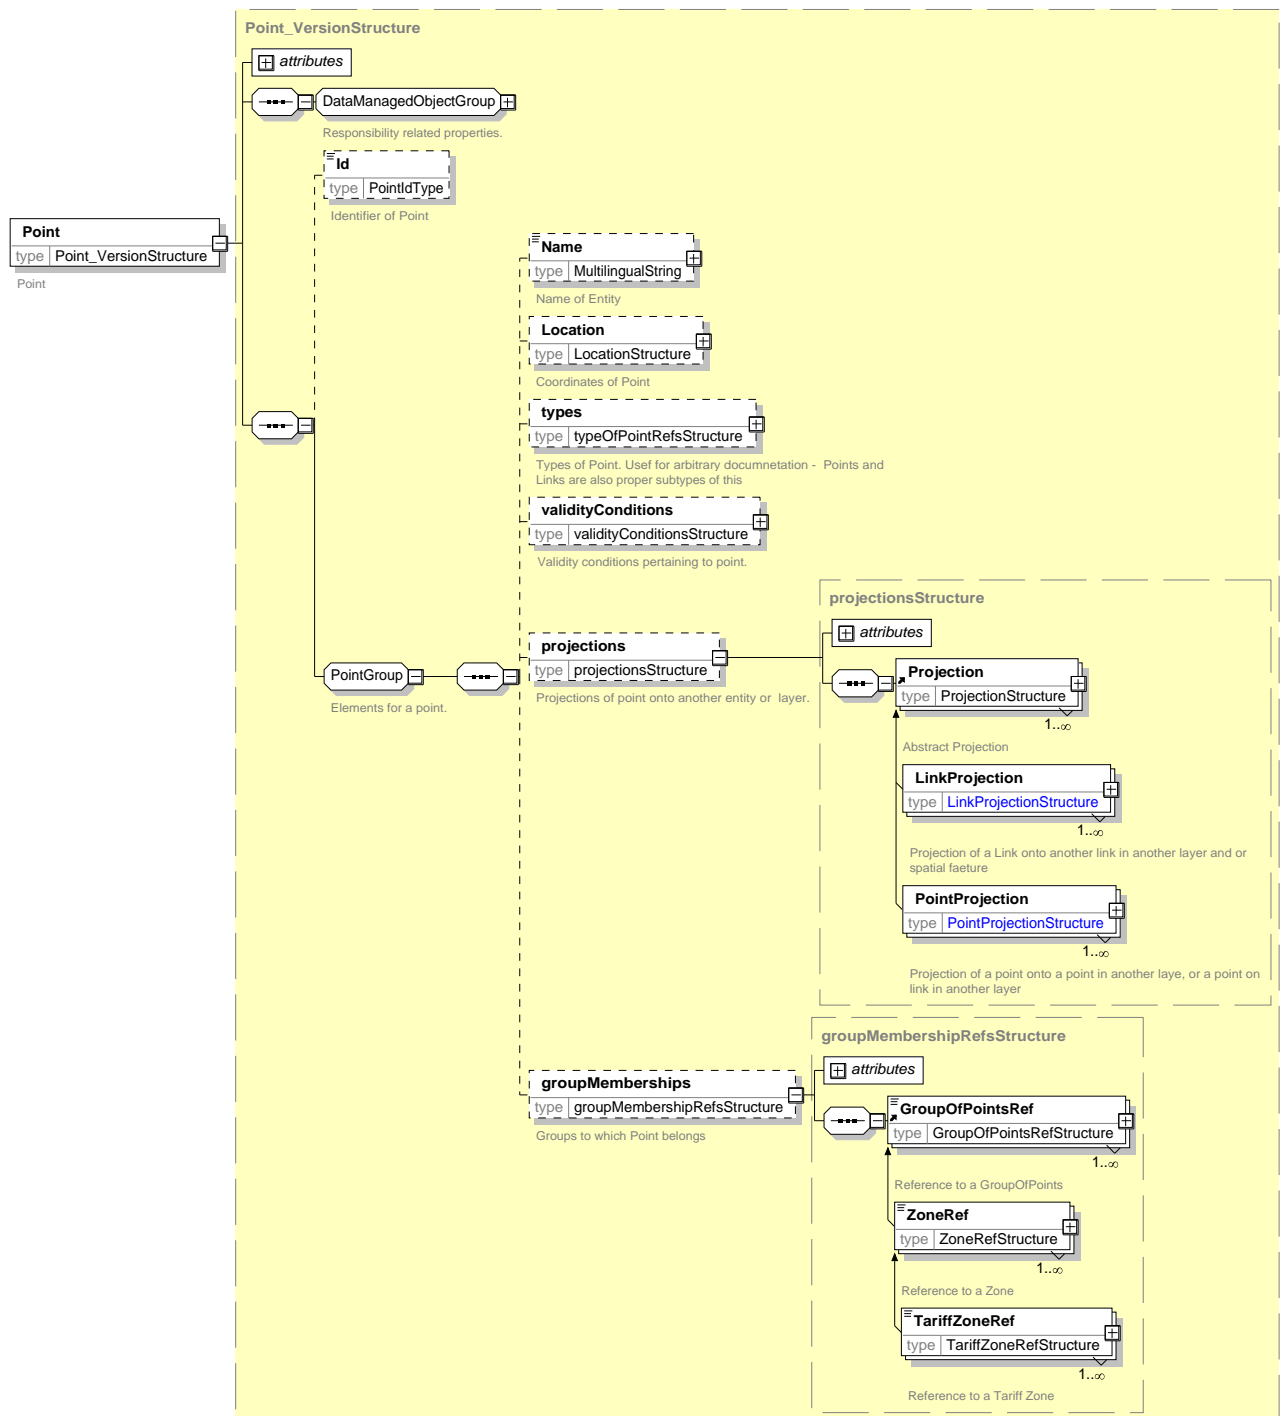 Point_VersionStructure
attributes
DataManagedObjectGroup
Responsibility related properties.
Id
type PointIdType
Identifier of Point
Point
type Point_VersionStructure
Point
Name
type MultilingualString
Name of Entity
Location
type LocationStructure
Coordinates of Point
types
type typeOfPointRefsStructure
Types of Point. Usef for arbitrary documnetation - Points and
Links are also proper subtypes of this
validityConditions
type validityConditionsStructure
Validity conditions pertaining to point.
projectionsStructure
attributes
projections
type projectionsStructure
Projections of point onto another entity or layer.
PointGroup
Elements for a point.
Projection
type ProjectionStructure
1..∞
Abstract Projection
LinkProjection
type LinkProjectionStructure
1..∞
Projection of a Link onto another link in another layer and or
spatial faeture
PointProjection
type PointProjectionStructure
1..∞
Projection of a point onto a point in another laye, or a point on
link in another layer
groupMembershipRefsStructure
attributes
groupMemberships
type groupMembershipRefsStructure
Groups to which Point belongs
GroupOfPointsRef
type GroupOfPointsRefStructure
1..∞
Reference to a GroupOfPoints
ZoneRef
type ZoneRefStructure
1..∞
Reference to a Zone
TariffZoneRef
type TariffZoneRefStructure
1..∞
Reference to a Tariff Zone